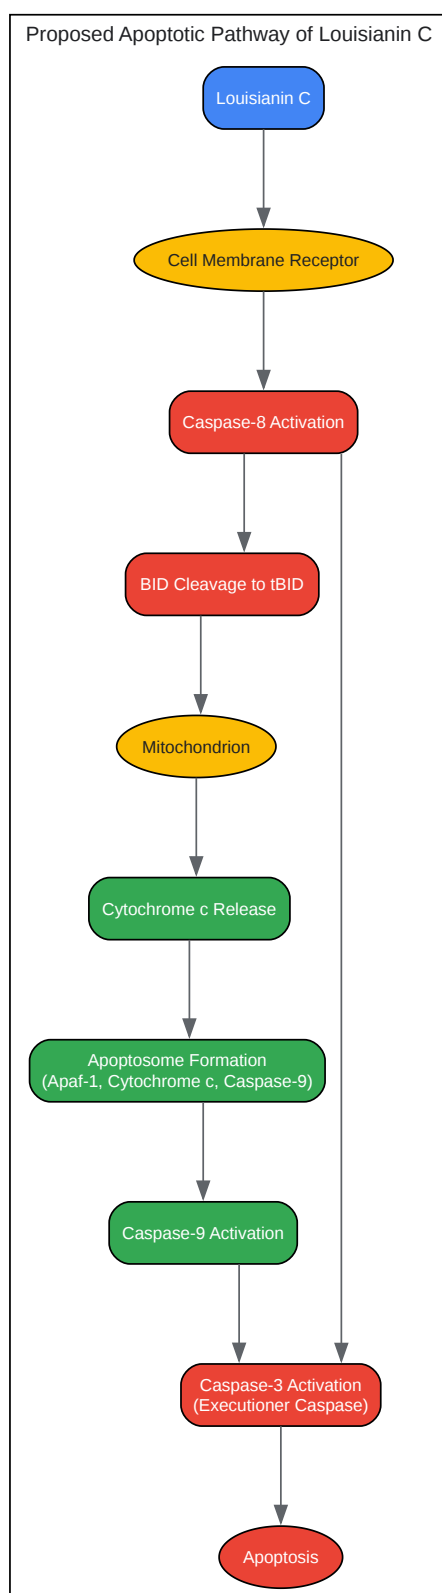 Proposed Apoptotic Pathway of Louisianin C
Louisianin C
Cell Membrane Receptor
Caspase-8 Activation
BID Cleavage to tBID
Mitochondrion
Cytochrome c Release
Apoptosome Formation
(Apaf-1, Cytochrome c, Caspase-9)
Caspase-9 Activation
Caspase-3 Activation
(Executioner Caspase)
Apoptosis